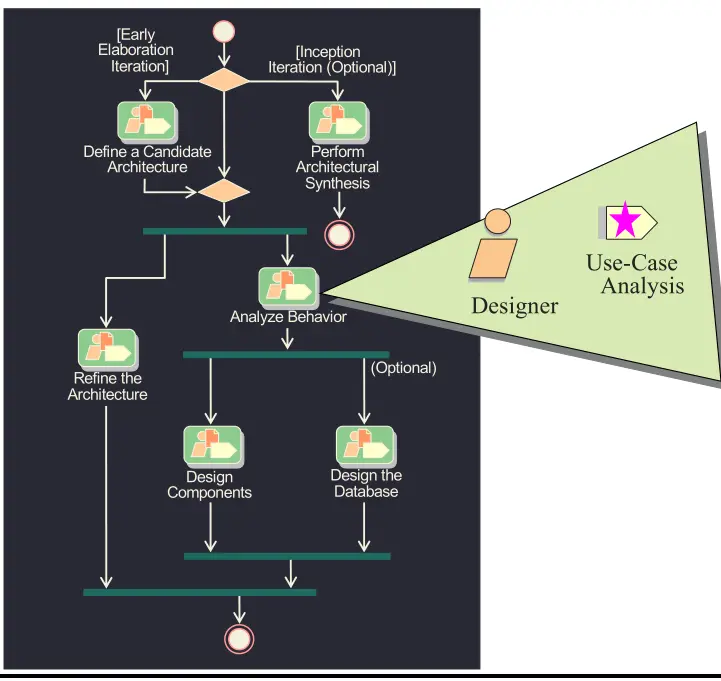 [Early
Elaboration
Iteration]
[Inception
Iteration (Optional)]
Define a Candidate
Architecture
Perform
Architectural
Synthesis
Use-Case
Analysis
Designer
Analyze Behavior
(Optional)
Refine the
Architecture
Design
Components
Design the
Database